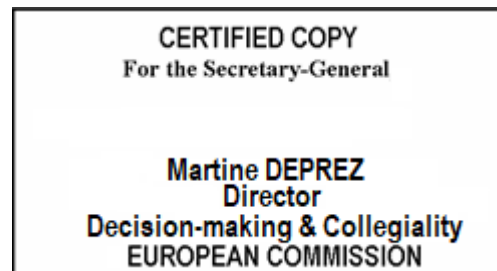 CERTIFIED COPY
For the Secretary-General
Martine DEPREZ
Director
Decision-making & Collegiality
EUROPEAN COMMISSION